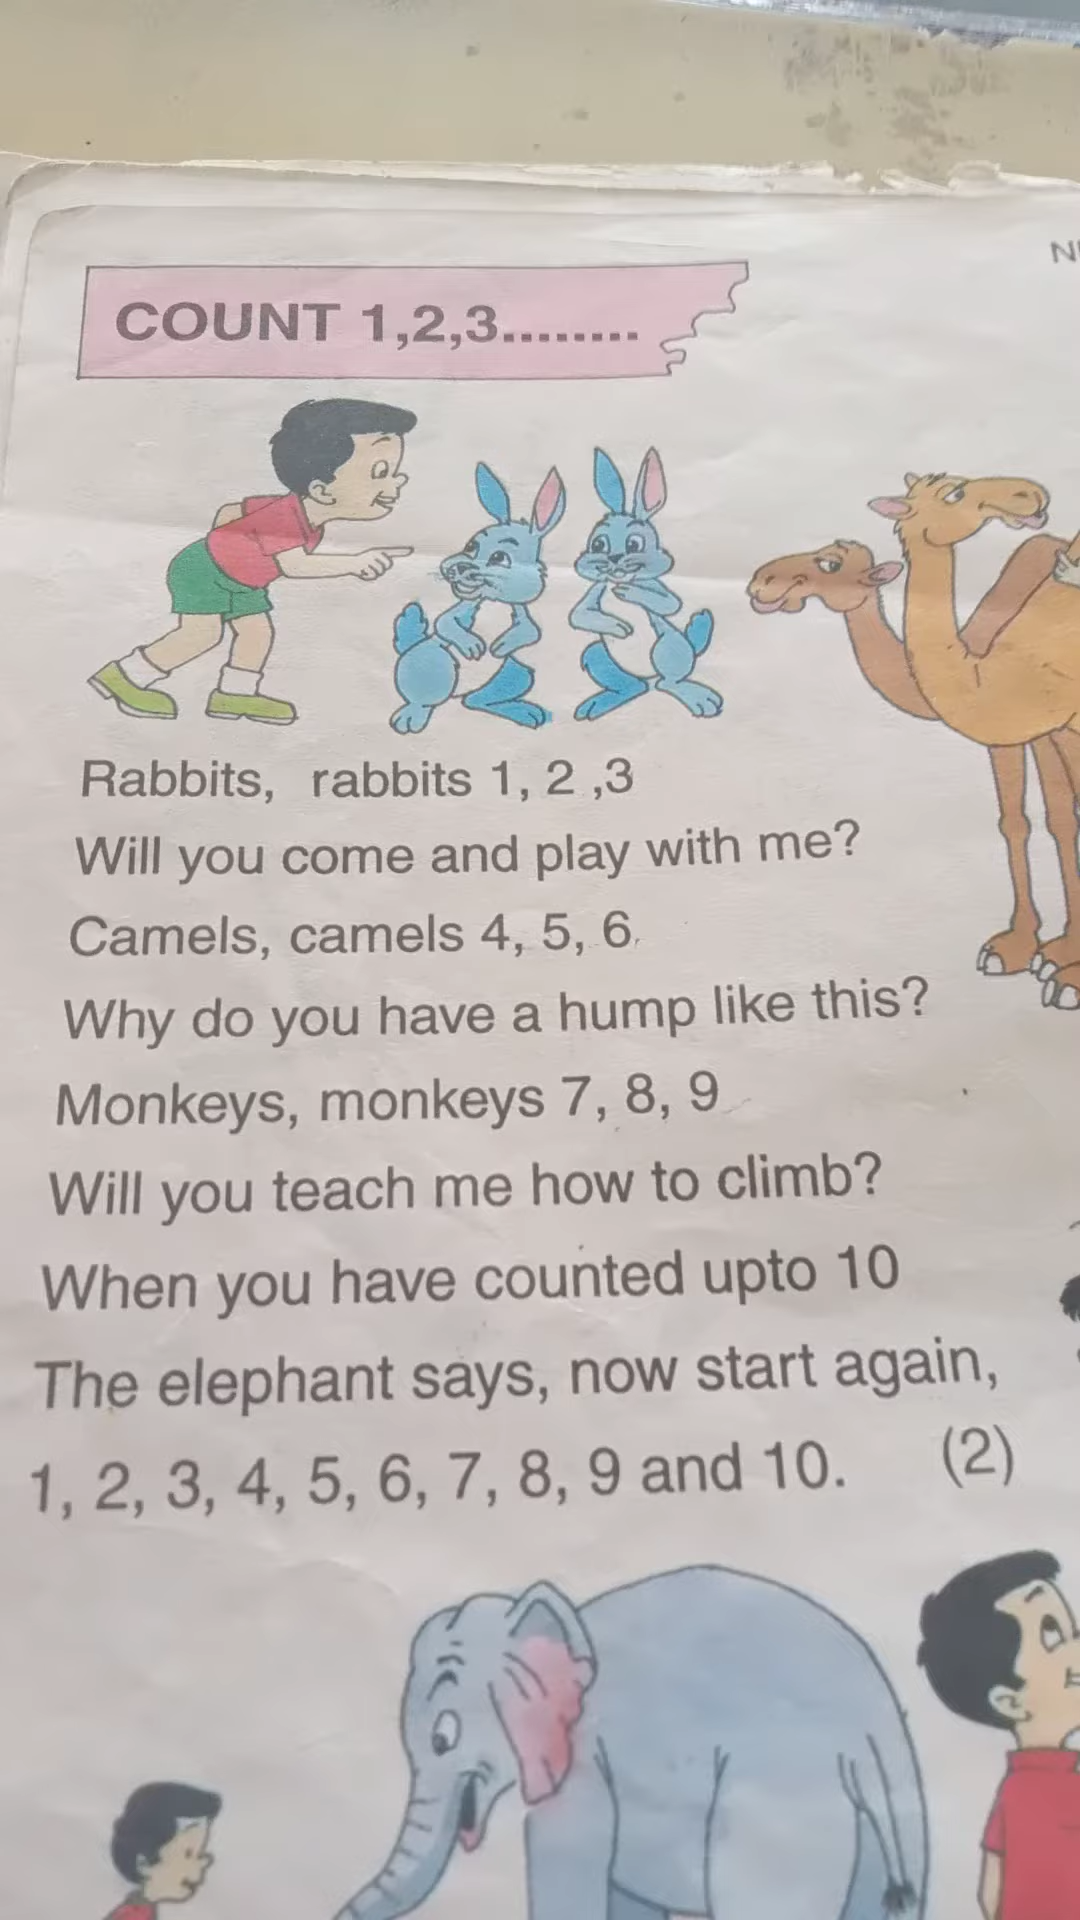 COUNT 1,2,3........
Rabbits, rabbits 1, 2 ,3
Will you come and play with me?
Camels, camels 4, 5, 6,
Why do you have a hump like this?
Monkeys, monkeys 7, 8, 9
Will you teach me how to climb?
When you have counted upto 10
The elephant says, now start again,
1, 2, 3, 4, 5, 6, 7, 8, 9 and 10. (2)